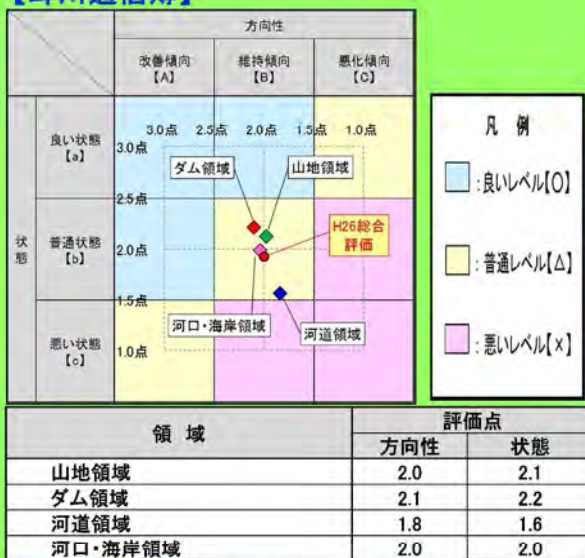 方向性
改善傾向
【A】
維持傾向
【B】
悪化傾向
【C】
状態
良い状態
【a】
普通状態
【b】
悪い状態
【c】
3.0点 2.5点 2.0点 1.5点 1.0点
3.0点
2.5点
2.0点
1.5点
1.0点
ダム領域
山地領域
H26総合
評価
河口・海岸領域
河道領域
凡 例
:良いレベル【○】
:普通レベル【△】
:悪いレベル【×】
領 域 評価点
方向性 状態
山地領域 2.0 2.1
ダム領域 2.1 2.2
河道領域 1.8 1.6
河口・海岸領域 2.0 2.0